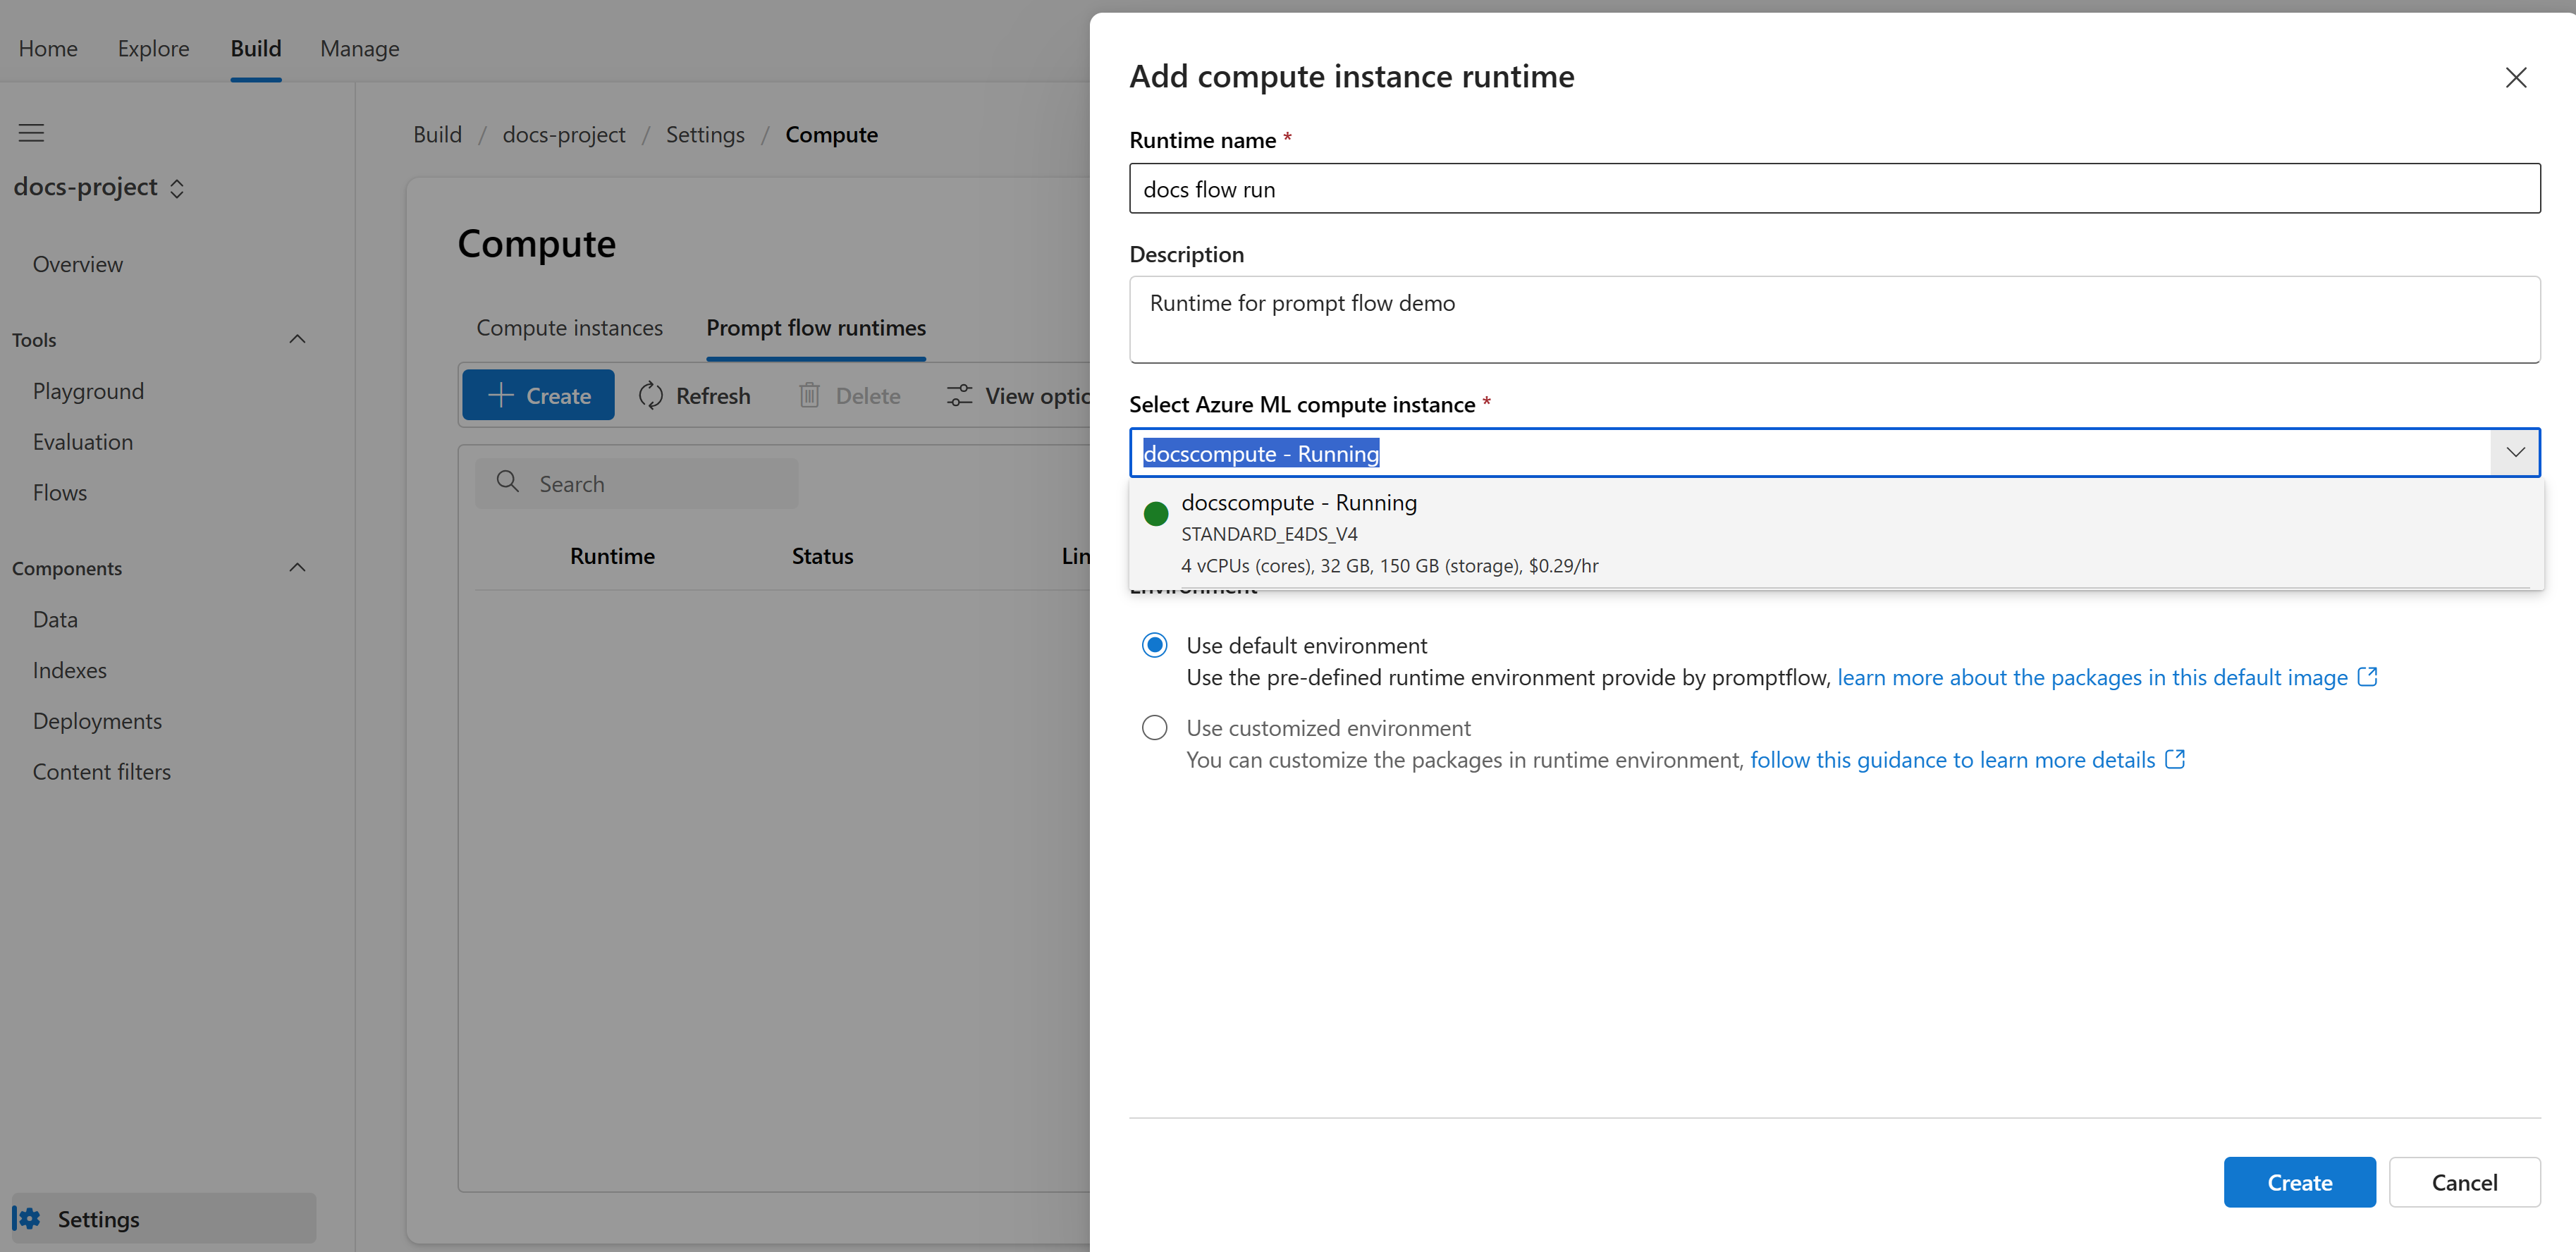 Home Explore Build Manage
docs-project
Overview
Tools
Playground
Evaluation
Flows
Components
Data
Indexes
Deployments
Content filters
Settings
Build / docs-project / Settings / Compute
Compute
Compute instances Prompt flow runtimes
Create Refresh Delete View optio
Search
Runtime Status Lin
Add compute instance runtime
Runtime name *
docs flow run
Description
Runtime for prompt flow demo
Select Azure ML compute instance *
docscompute - Running
docscompute - Running
STANDARD_E4DS_V4
4 vCPUs (cores), 32 GB, 150 GB (storage), $0.29/hr
Environment
Use default environment
Use the pre-defined runtime environment provide by promptflow, learn more about the packages in this default image
Use customized environment
You can customize the packages in runtime environment, follow this guidance to learn more details
Create Cancel